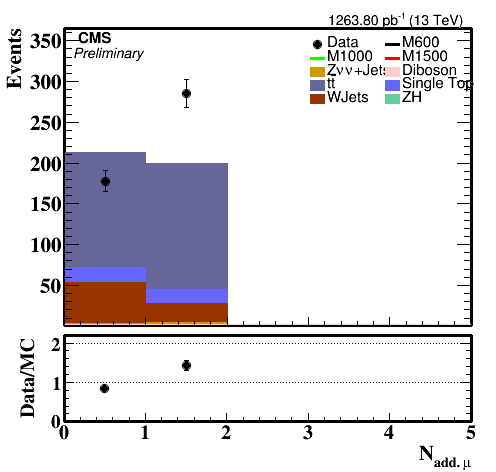 1263.80 pb⁻¹ (13 TeV)
CMS
Preliminary
Events
350
300
250
200
150
100
50
Data
M600
M1000
M1500
Zνν+Jets
Diboson
tt
Single Top
WJets
ZH
Data/MC
2
1
0
0 1 2 3 4 5
N add. μ